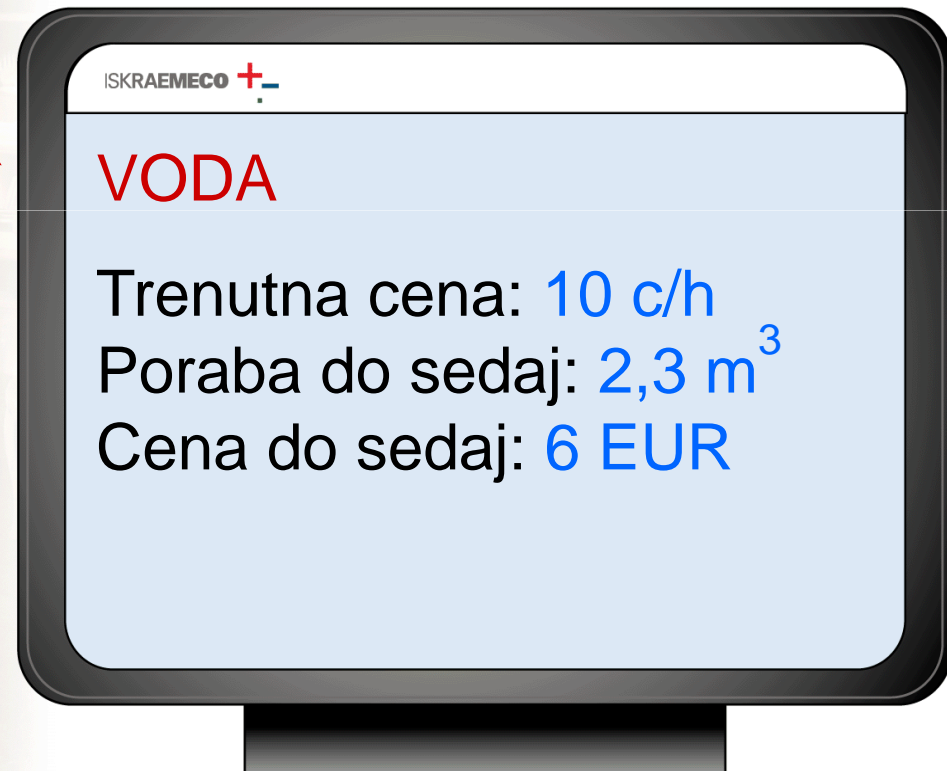 ISKRAEMECO
VODA
Trenutna cena: 10 c/h
Poraba do sedaj: 2,3 m³
Cena do sedaj: 6 EUR